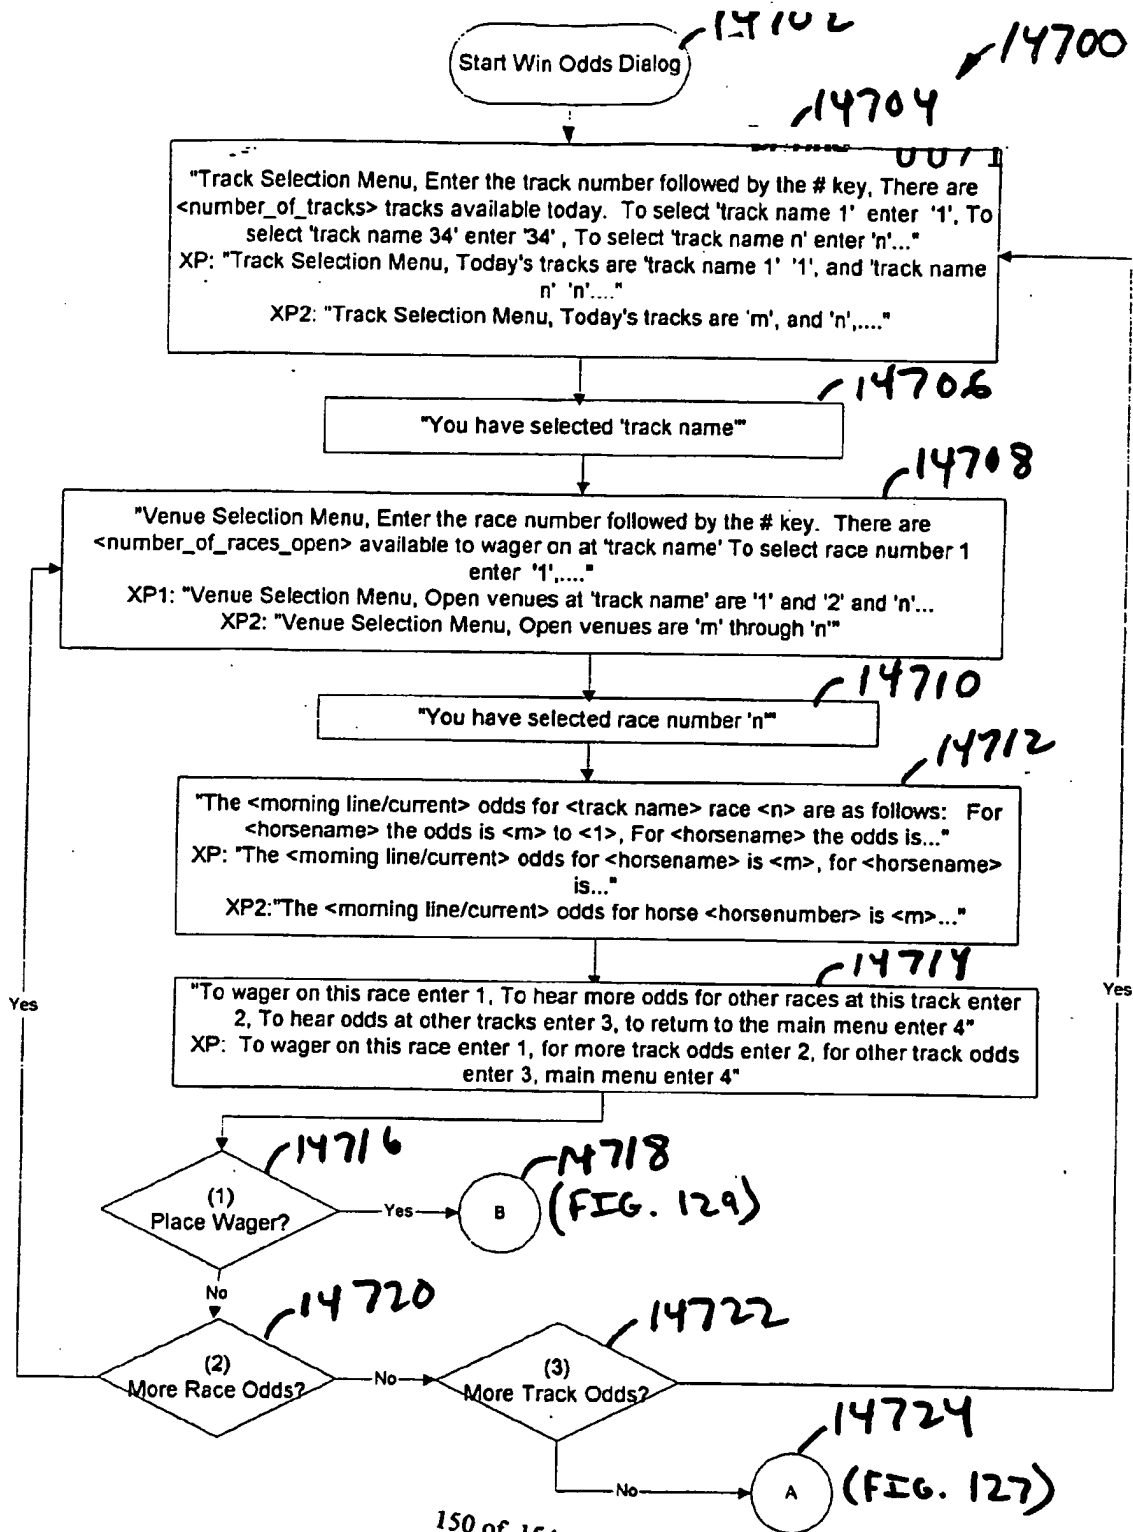 14702
14700
Start Win Odds Dialog
14704
"Track Selection Menu, Enter the track number followed by the # key, There are
<number_of_tracks> tracks available today. To select 'track name 1' enter '1', To
select 'track name 34' enter '34' , To select 'track name n' enter 'n'..."
XP: "Track Selection Menu, Today's tracks are 'track name 1' '1', and 'track name
n' 'n'...."
XP2: "Track Selection Menu, Today's tracks are 'm', and 'n',...."
14706
"You have selected 'track name'"
14708
"Venue Selection Menu, Enter the race number followed by the # key. There are
<number_of_races_open> available to wager on at 'track name' To select race number 1
enter '1',...."
XP1: "Venue Selection Menu, Open venues at 'track name' are '1' and '2' and 'n'...
XP2: "Venue Selection Menu, Open venues are 'm' through 'n'"
14710
"You have selected race number 'n'"
14712
"The <morning line/current> odds for <track name> race <n> are as follows: For
<horsename> the odds is <m> to <1>, For <horsename> the odds is..."
XP: "The <morning line/current> odds for <horsename> is <m>, for <horsename>
is..."
XP2:"The <morning line/current> odds for horse <horsenumber> is <m>..."
14714
"To wager on this race enter 1, To hear more odds for other races at this track enter
2, To hear odds at other tracks enter 3, to return to the main menu enter 4"
XP: To wager on this race enter 1, for more track odds enter 2, for other track odds
enter 3, main menu enter 4"
Yes
Yes
14716
(1)
Place Wager?
Yes
B
14718
(FIG. 129)
No
14720
(2)
More Race Odds?
No
14722
(3)
More Track Odds?
No
14724
A
(FIG. 127)
150 of